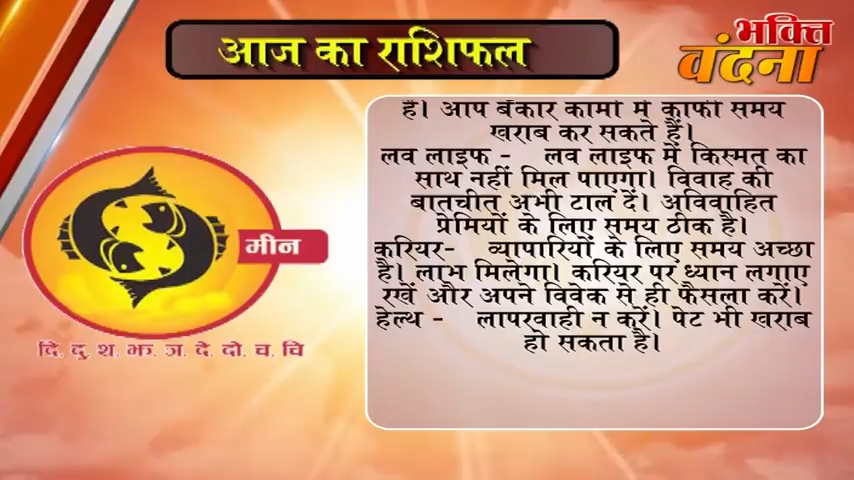 आज का राशिफल
भक्ति
वंदना
हैं। आप बेकार कामों में काफी समय
खराब कर सकते हैं।
लव लाइफ - लव लाइफ में किस्मत का
साथ नहीं मिल पाएगा। विवाह की
बातचीत अभी टाल दें। अविवाहित
प्रेमियों के लिए समय ठीक है।
करियर- व्यापारियों के लिए समय अच्छा
है। लाभ मिलेगा। करियर पर ध्यान लगाए
रखें और अपने विवेक से ही फैसला करें।
हेल्थ - लापरवाही न करें। पेट भी खराब
हो सकता है।
मीन
दि. दु. श. झ. ञ. दे. दो. च. चि